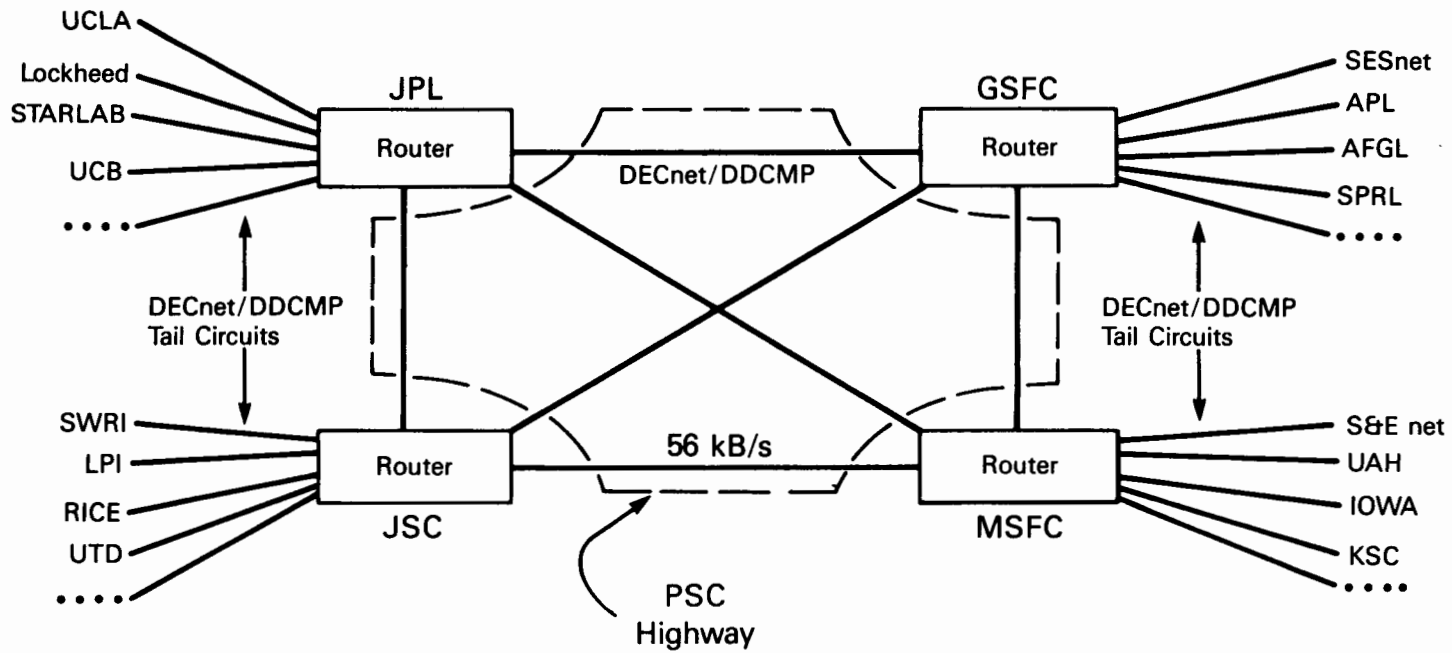 UCLA
Lockheed
STARLAB
UCB
....
JPL
Router
DECnet/DDCMP
GSFC
Router
SESnet
APL
AFGL
SPRL
....
DECnet/DDCMP
Tail Circuits
DECnet/DDCMP
Tail Circuits
SWRI
LPI
RICE
UTD
....
Router
JSC
56 kB/s
Router
MSFC
S&E net
UAH
IOWA
KSC
....
PSC
Highway